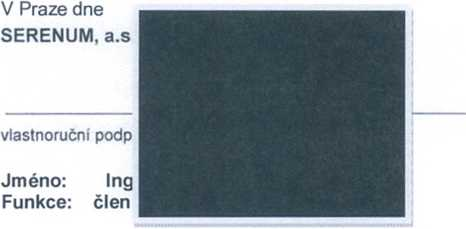 V Praze dne
SERENUM, a.s
vlastnoruční podp
Jméno: Ing
Funkce: člen